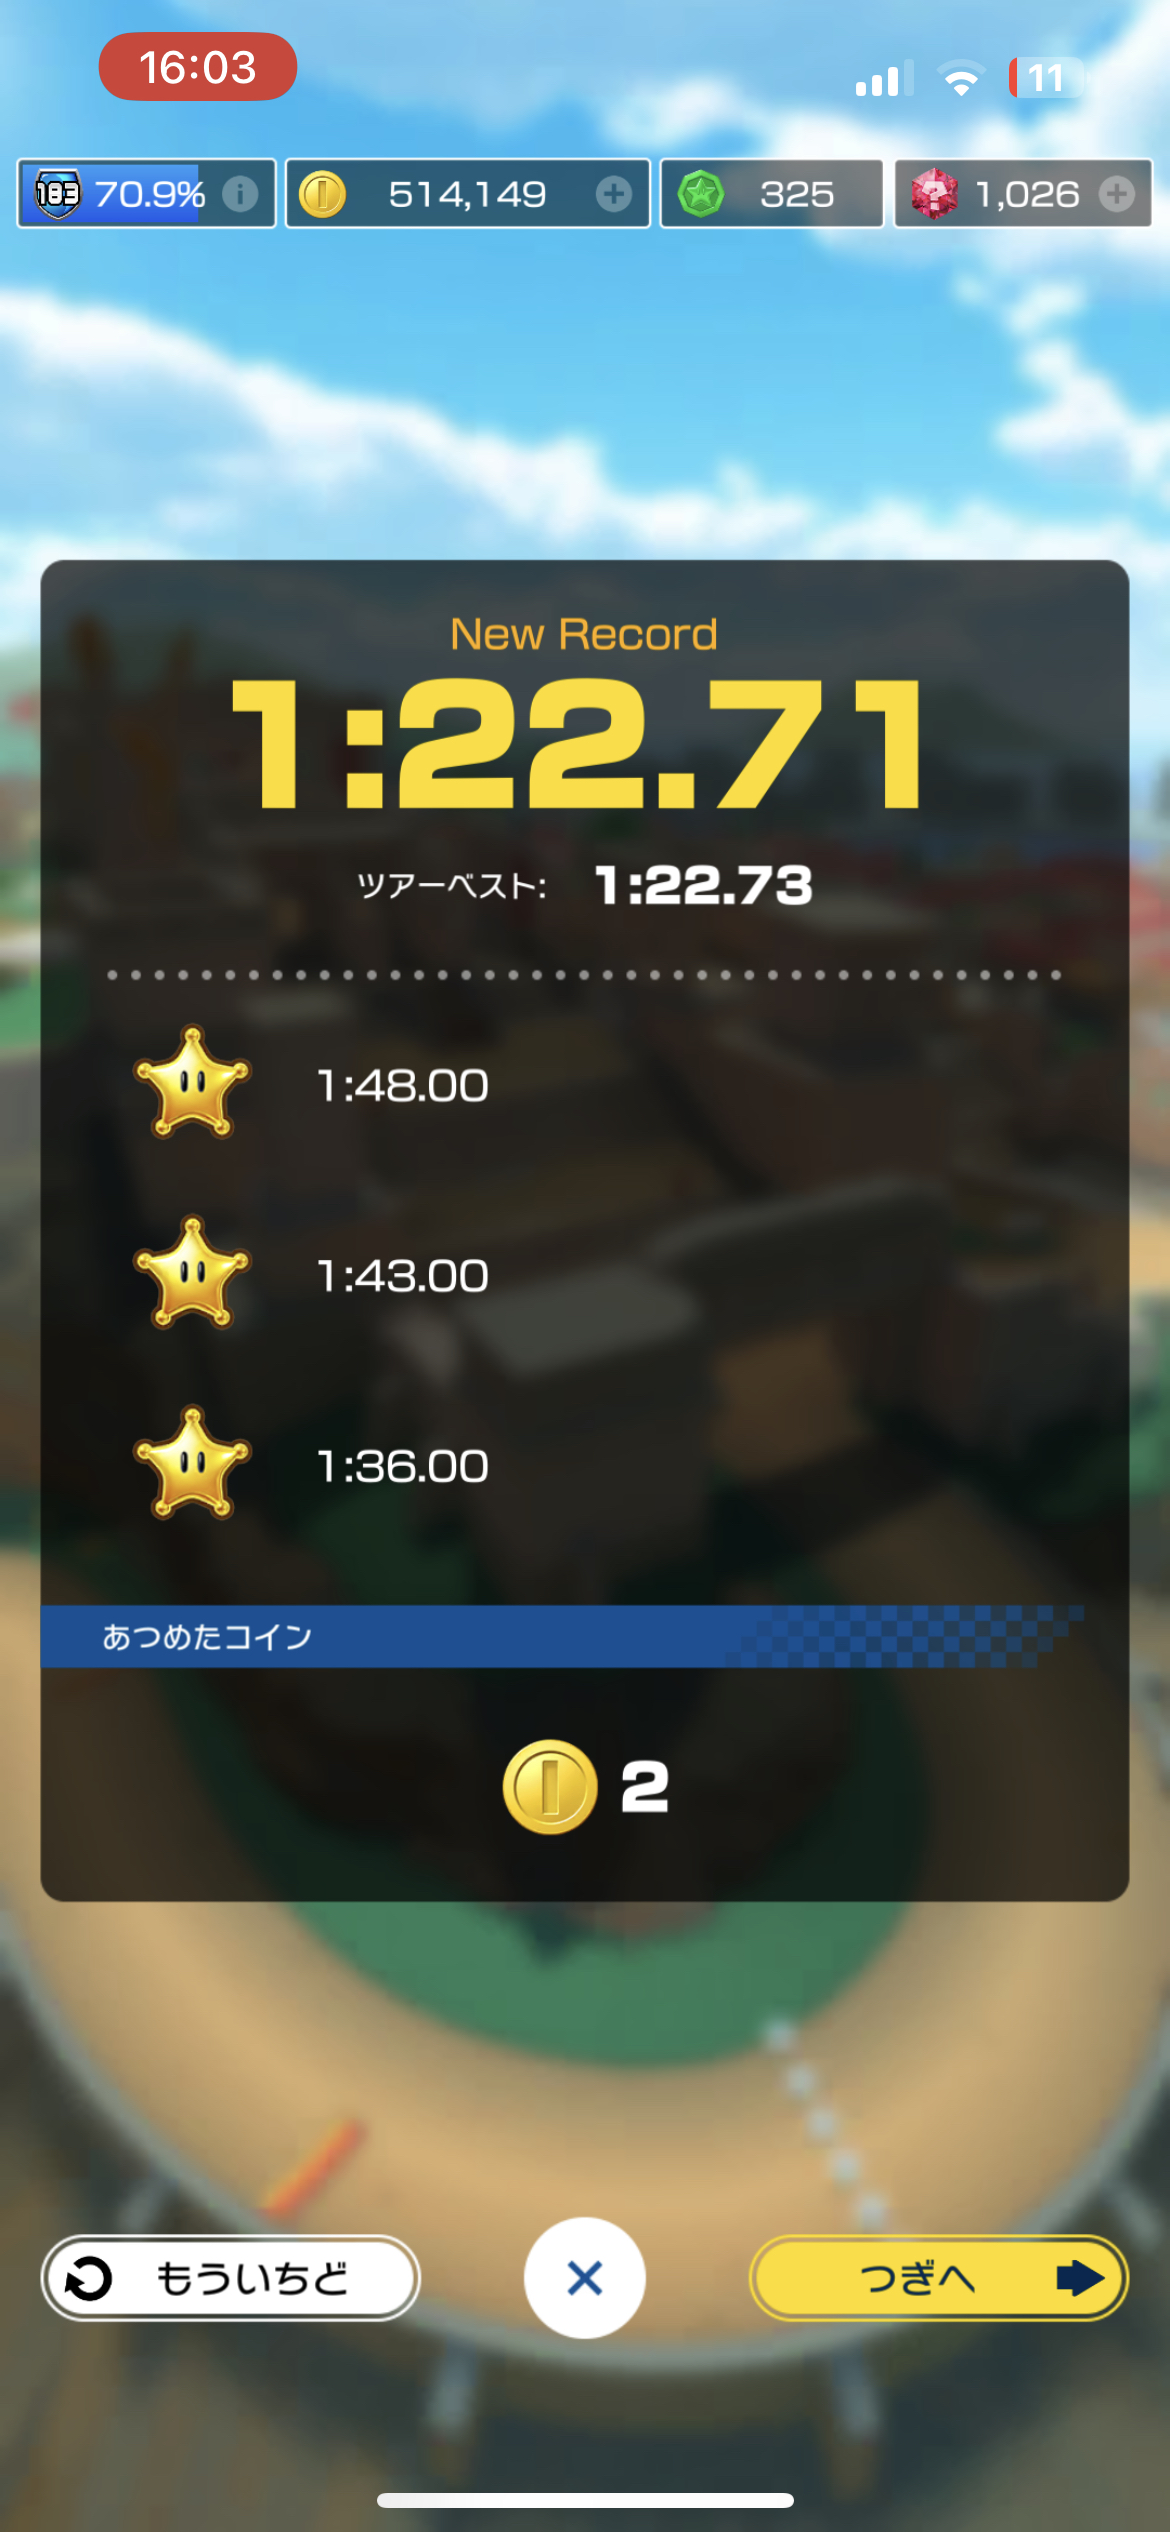 16:03
11
183 70.9% i
514,149 +
325
1,026 +
New Record
1:22.71
ツアーベスト: 1:22.73
1:48.00
1:43.00
1:36.00
あつめたコイン
2
もういちど
つぎへ